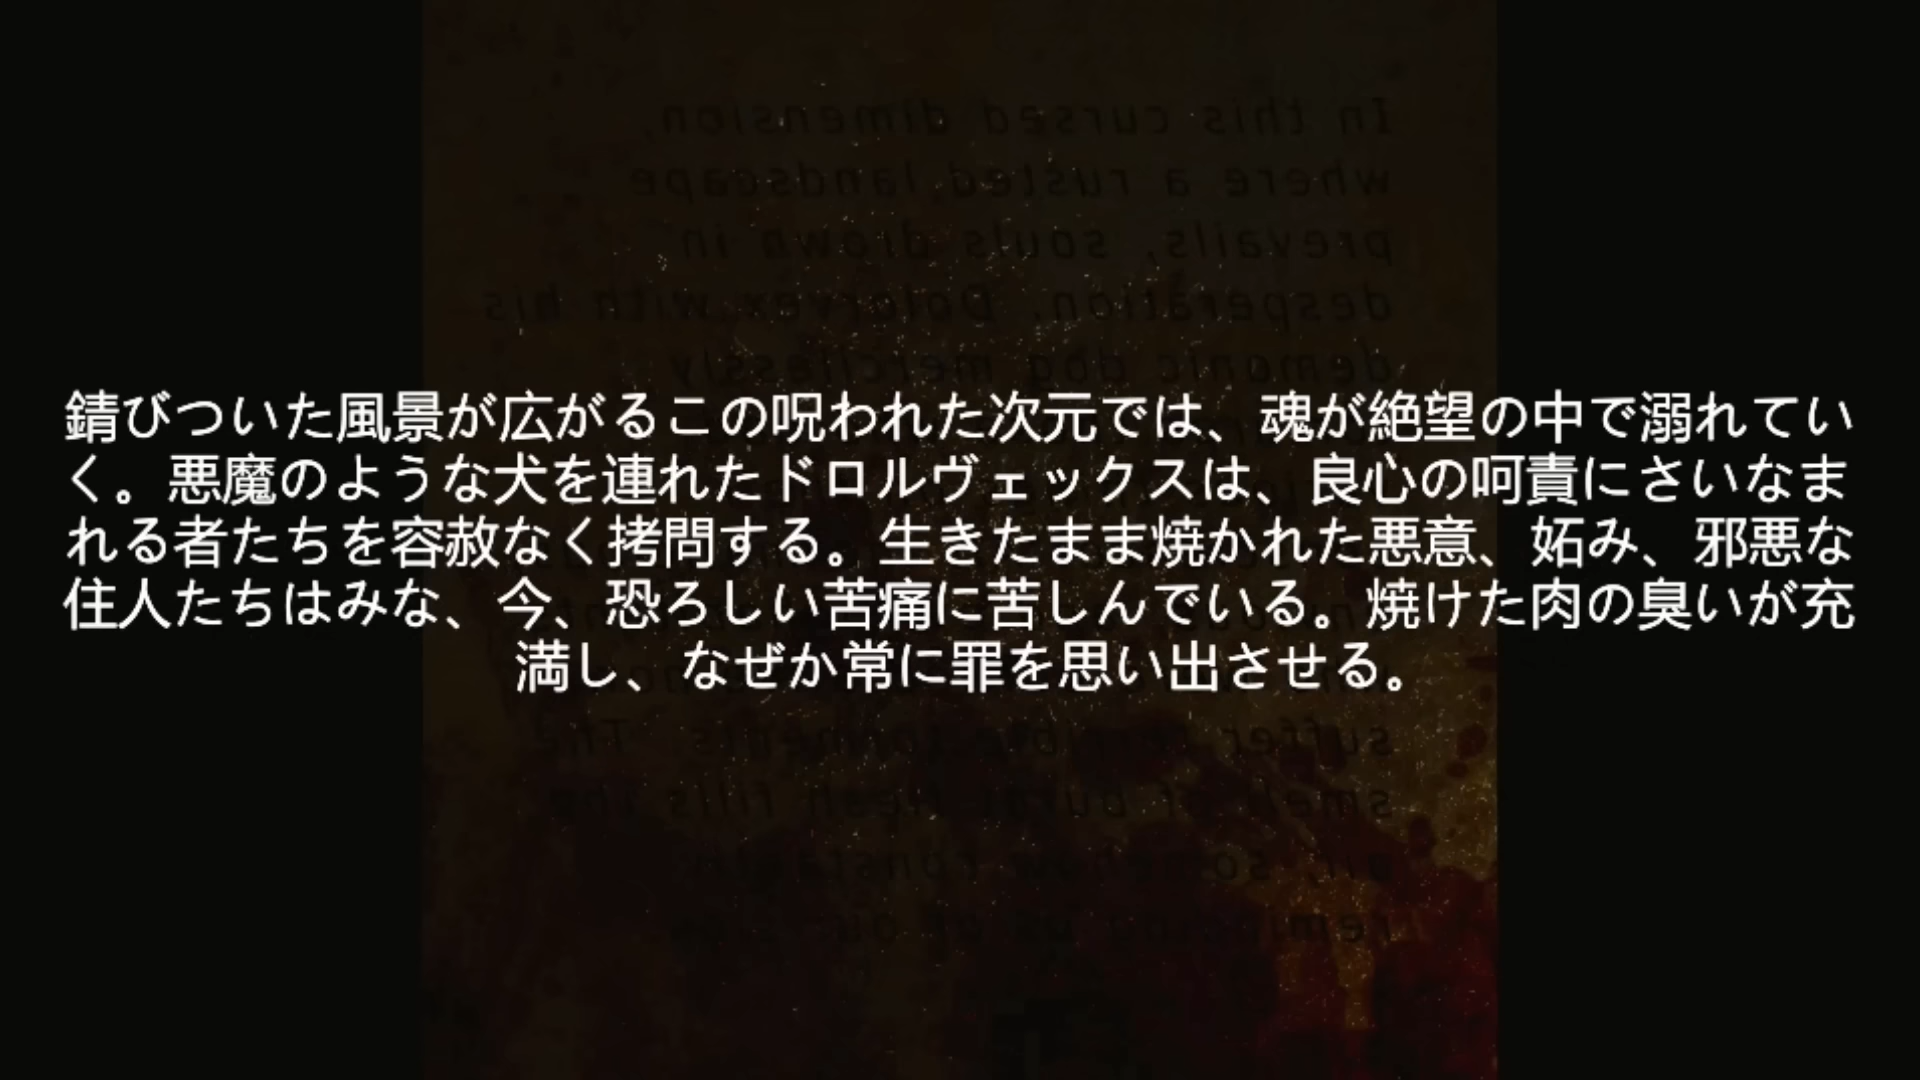 錆びついた風景が広がるこの呪われた次元では、魂が絶望の中で溺れてい
く。悪魔のような犬を連れたドロルヴェックスは、良心の呵責にさいなま
れる者たちを容赦なく拷問する。生きたまま焼かれた悪意、妬み、邪悪な
住人たちはみな、今、恐ろしい苦痛に苦しんでいる。焼けた肉の臭いが充
満し、なぜか常に罪を思い出させる。
In this cursed dimension,
where a rusted landscape
prevails, souls drown in
desperation. Dolorvex with his
demonic dog mercilessly
smell of burnt flesh fills the